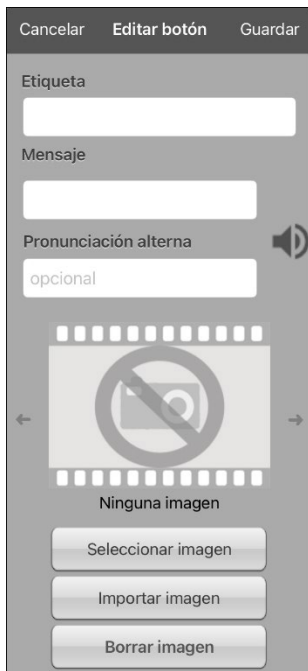 Cancelar Editar botón Guardar
Etiqueta
Mensaje
Pronunciación alterna
opcional
Ninguna imagen
Seleccionar imagen
Importar imagen
Borrar imagen